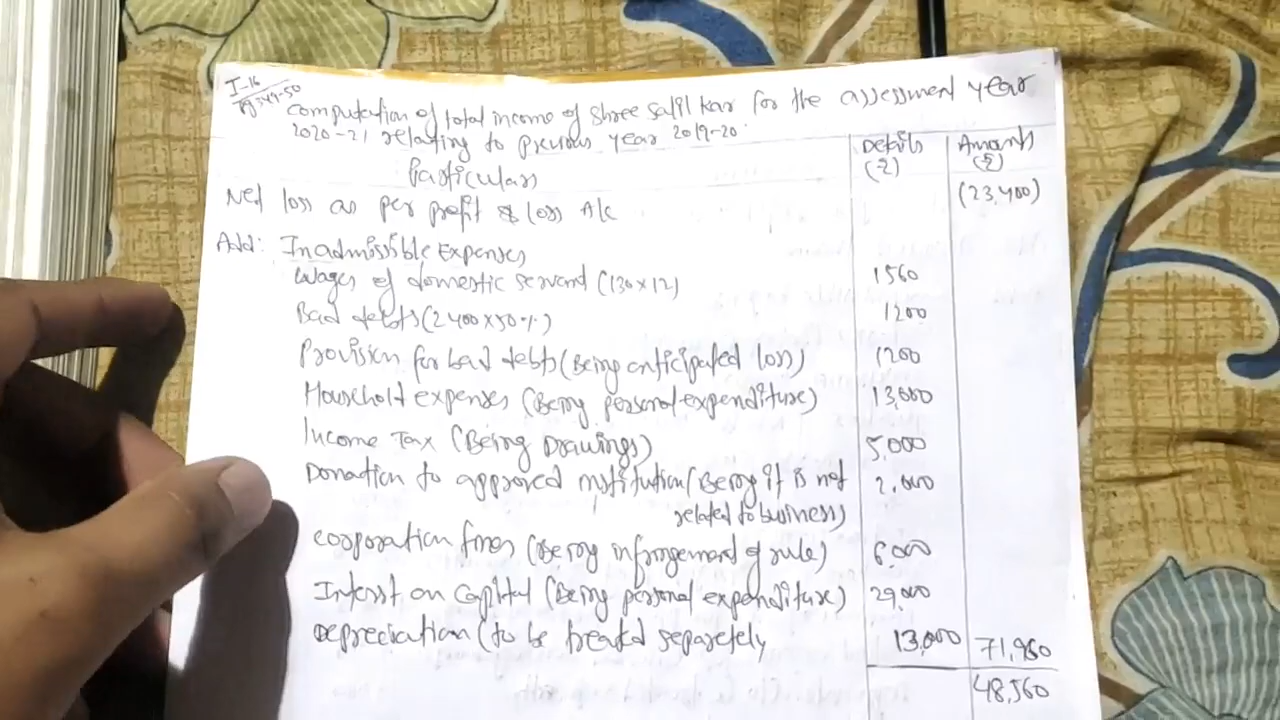 I-16
Pg-49-50
Computation of total income of Shree Salil Kar for the assessment year
2020-21 relating to previous year 2019-20.
Particulars Details (₹) Amount (₹)
Net loss as per profit & loss A/c (23,400)
Add: Inadmissible Expenses
Wages of domestic servant (130×12) 1560
Bad debts (2400×50%) 1200
Provision for bad debts (Being anticipated loss) 1200
Household expenses (Being personal expenditure) 13,000
Income Tax (Being Drawings) 5,000
Donation to approved institution (Being it is not 2,000
related to business)
Corporation fines (Being infringement of rule) 6,000
Interest on Capital (Being personal expenditure) 29,000
Depreciation (to be treated separately 13,000 71,960
48,560